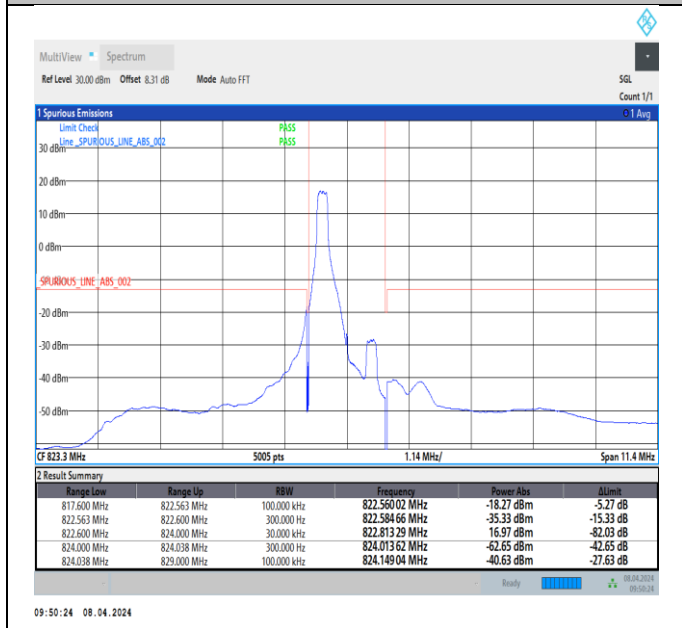 MultiView Spectrum
Ref Level 30.00 dBm Offset 8.31 dB Mode Auto FFT SGL
Count 1/1
1 Spurious Emissions 1 Avg
Limit Check PASS
Line _SPURIOUS_LINE_ABS_002 PASS
30 dBm
20 dBm
10 dBm
0 dBm
_SPURIOUS_LINE_ABS_002
-20 dBm
-30 dBm
-40 dBm
-50 dBm
CF 823.3 MHz 5005 pts 1.14 MHz/ Span 11.4 MHz
2 Result Summary
Range Low Range Up RBW Frequency Power Abs ΔLimit
817.600 MHz 822.563 MHz 100.000 kHz 822.560 02 MHz -18.27 dBm -5.27 dB
822.563 MHz 822.600 MHz 300.000 Hz 822.584 66 MHz -35.33 dBm -15.33 dB
822.600 MHz 824.000 MHz 30.000 kHz 822.813 29 MHz 16.97 dBm -82.03 dB
824.000 MHz 824.038 MHz 300.000 Hz 824.013 62 MHz -62.65 dBm -42.65 dB
824.038 MHz 829.000 MHz 100.000 kHz 824.149 04 MHz -40.63 dBm -27.63 dB
Ready 08.04.2024
09:50:24
09:50:24 08.04.2024